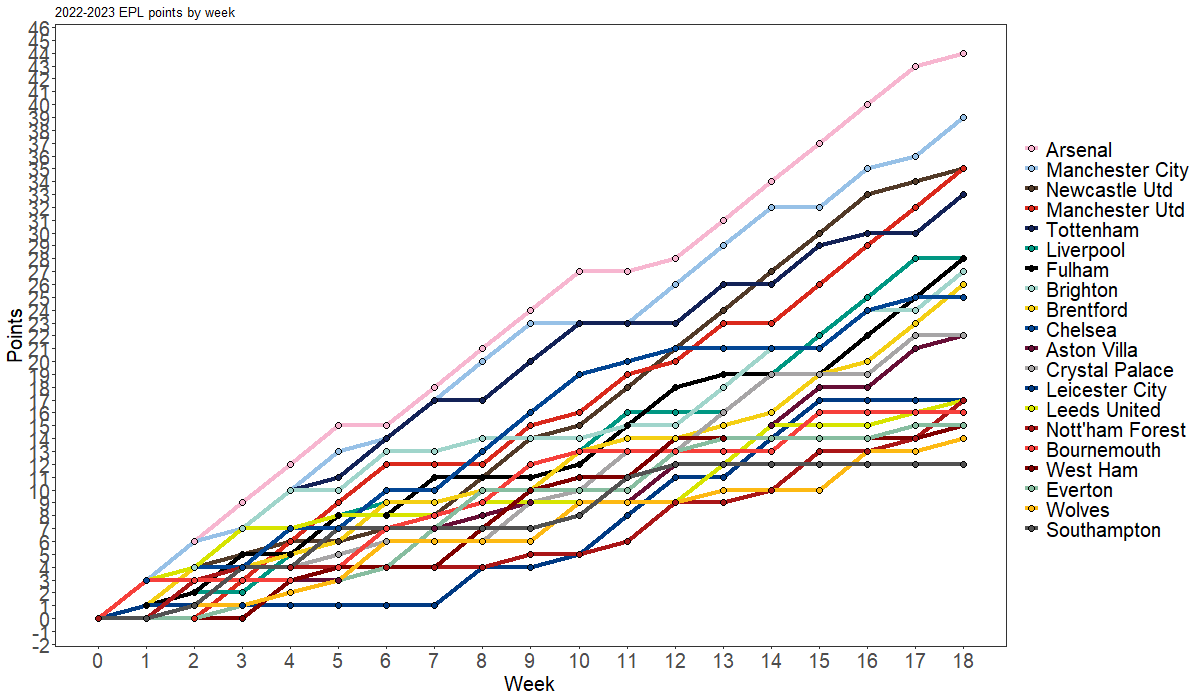 2022-2023 EPL points by week
46
45
44
43
42
41
40
39
38
37
36
35
34
33
32
31
30
29
28
27
26
25
24
23
22
21
20
19
18
17
16
15
14
13
12
11
10
9
8
7
6
5
4
3
2
1
0
-1
-2
Points
0 1 2 3 4 5 6 7 8 9 10 11 12 13 14 15 16 17 18
Week
Arsenal
Manchester City
Newcastle Utd
Manchester Utd
Tottenham
Liverpool
Fulham
Brighton
Brentford
Chelsea
Aston Villa
Crystal Palace
Leicester City
Leeds United
Nott'ham Forest
Bournemouth
West Ham
Everton
Wolves
Southampton